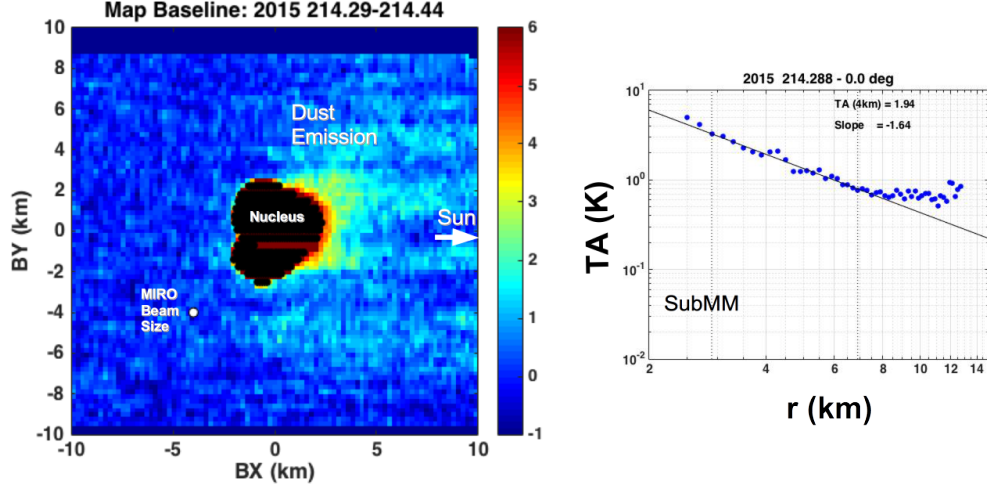 Map Baseline: 2015 214.29-214.44
10
8
6
4
2
0
-2
-4
-6
-8
-10
BY (km)
-10
-5
0
5
10
BX (km)
Dust
Emission
Nucleus
Sun
MIRO
Beam
Size
6
5
4
3
2
1
0
-1
2015 214.288 - 0.0 deg
TA (4km) = 1.94
Slope = -1.64
10^1
10^0
10^-1
10^-2
TA (K)
SubMM
2
4
6
8
10
12
14
r (km)